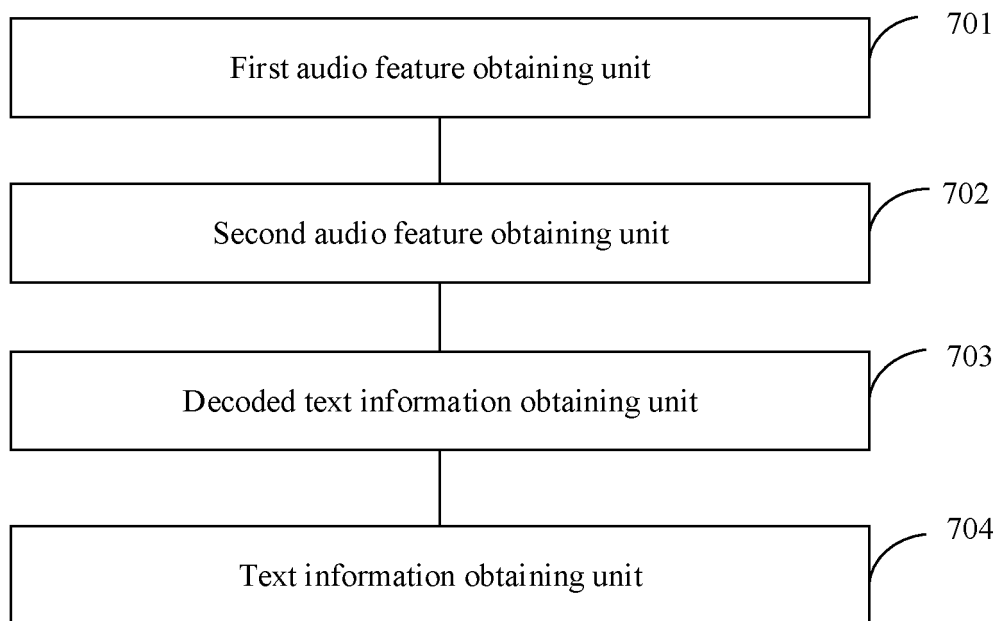 First audio feature obtaining unit
701
Second audio feature obtaining unit
702
Decoded text information obtaining unit
703
Text information obtaining unit
704